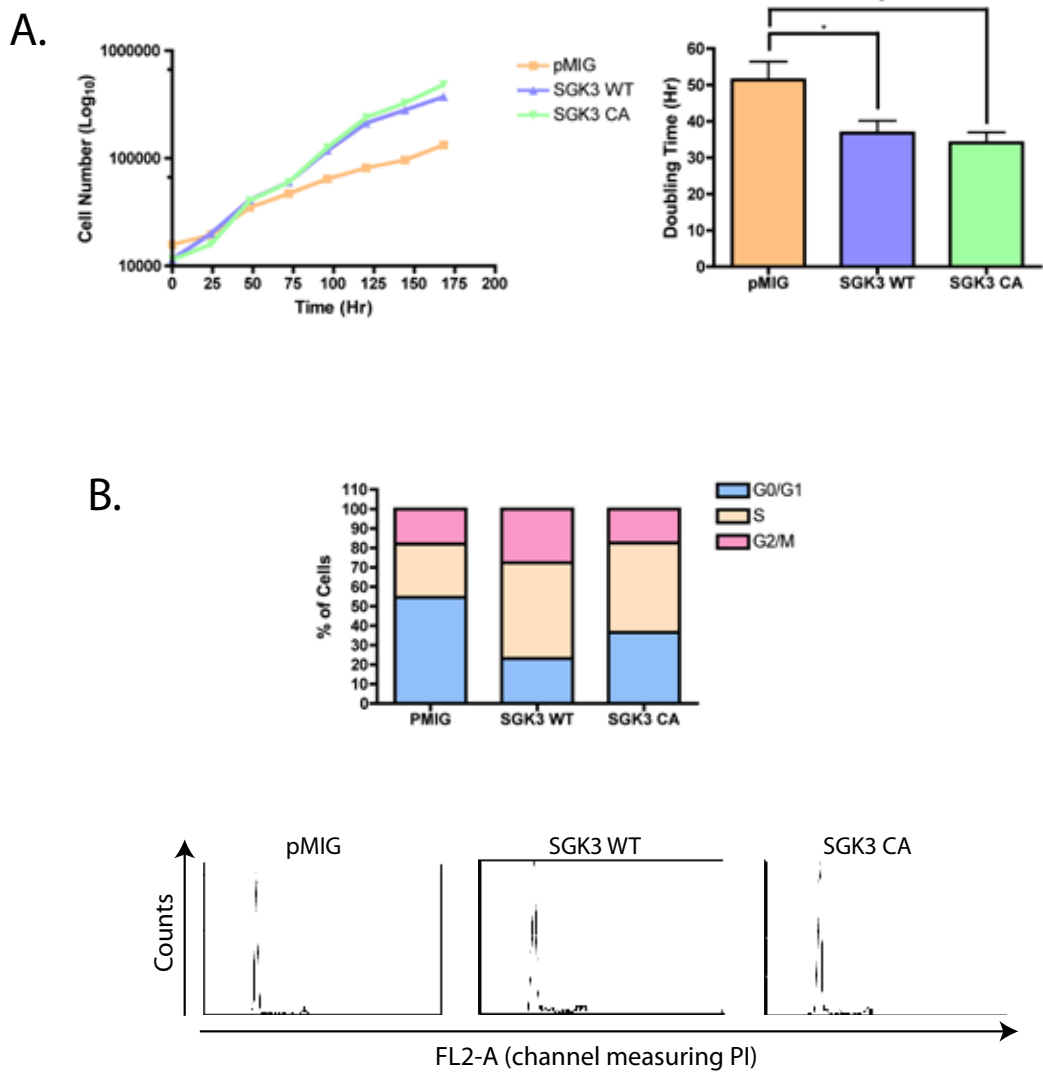 A.
Cell Number (Log10)
1000000
100000
10000
0 25 50 75 100 125 150 175 200
Time (Hr)
pMIG
SGK3 WT
SGK3 CA
Doubling Time (Hr)
60
50
40
30
20
10
0
pMIG SGK3 WT SGK3 CA
B.
% of Cells
110
100
90
80
70
60
50
40
30
20
10
0
PMIG SGK3 WT SGK3 CA
G0/G1
S
G2/M
pMIG SGK3 WT SGK3 CA
Counts
FL2-A (channel measuring PI)